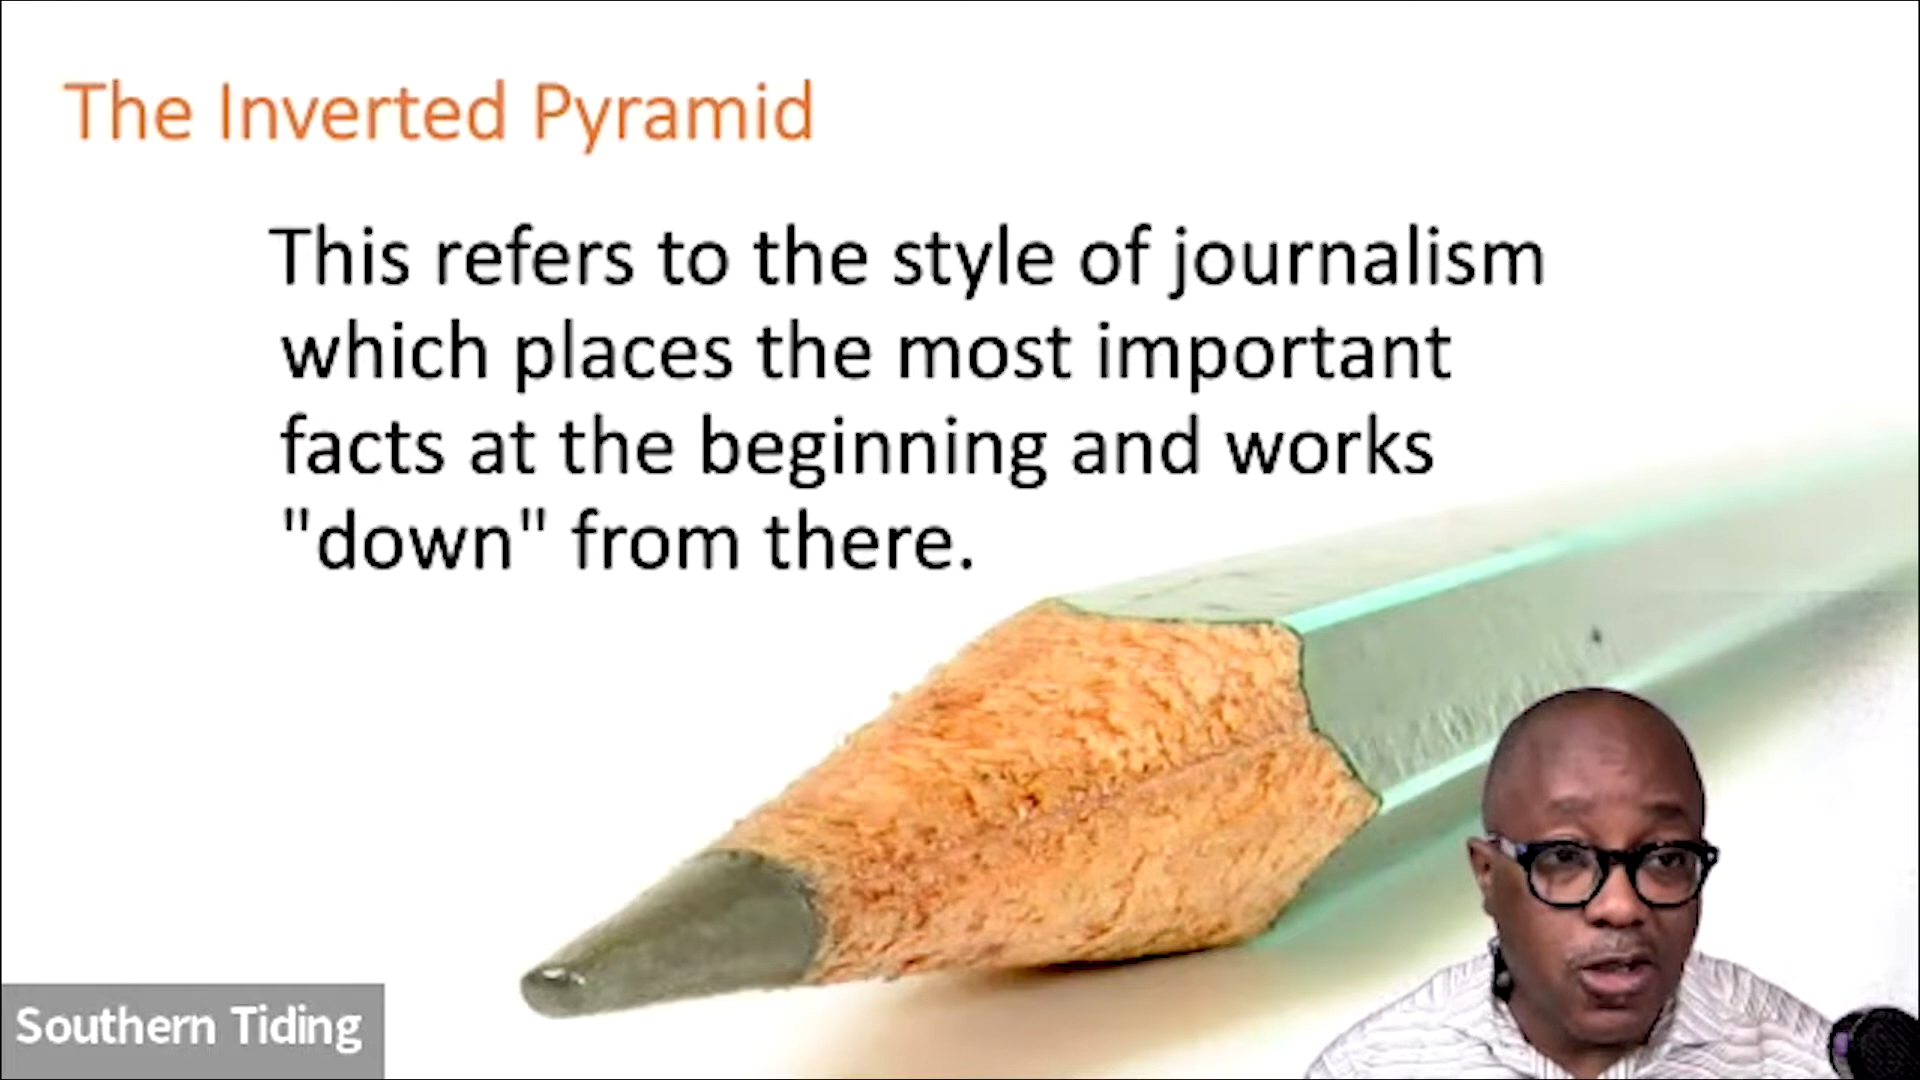 The Inverted Pyramid
This refers to the style of journalism
which places the most important
facts at the beginning and works
"down" from there.
Southern Tiding